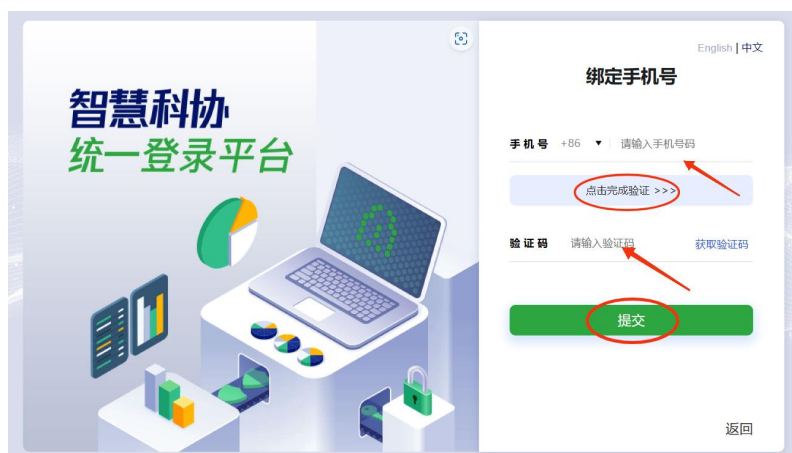 智慧科协
统一登录平台
English | 中文
绑定手机号
手机号 +86 ▼ 请输入手机号码
点击完成验证 >>>
验证码 请输入验证码 获取验证码
提交
返回